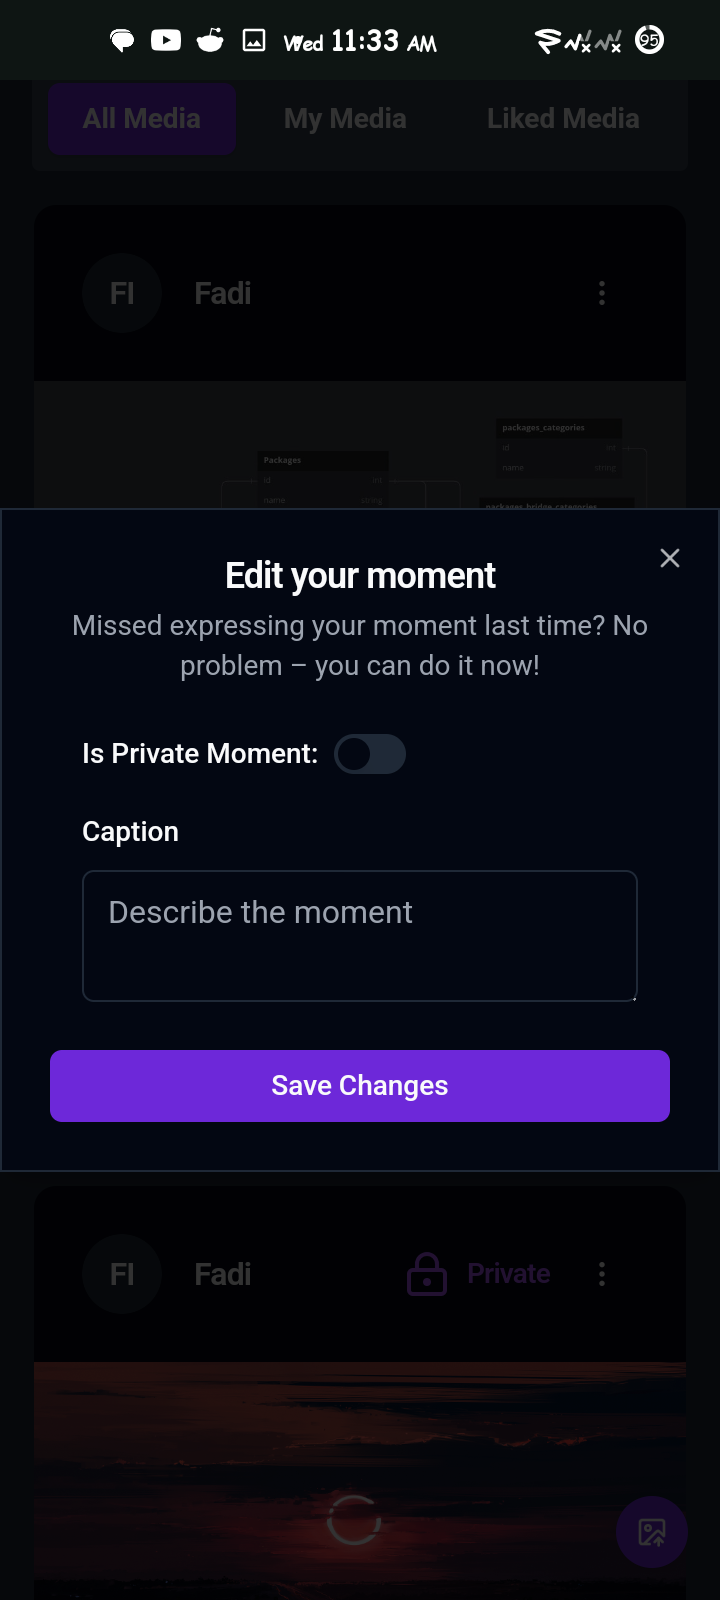 Wed 11:33 AM
95
All Media
My Media
Liked Media
FI
Fadi
packages_categories
id int
name string
Packages
id int
name string
packages_bridge_categories
Edit your moment
Missed expressing your moment last time? No
problem – you can do it now!
Is Private Moment:
Caption
Describe the moment
Save Changes
FI
Fadi
Private